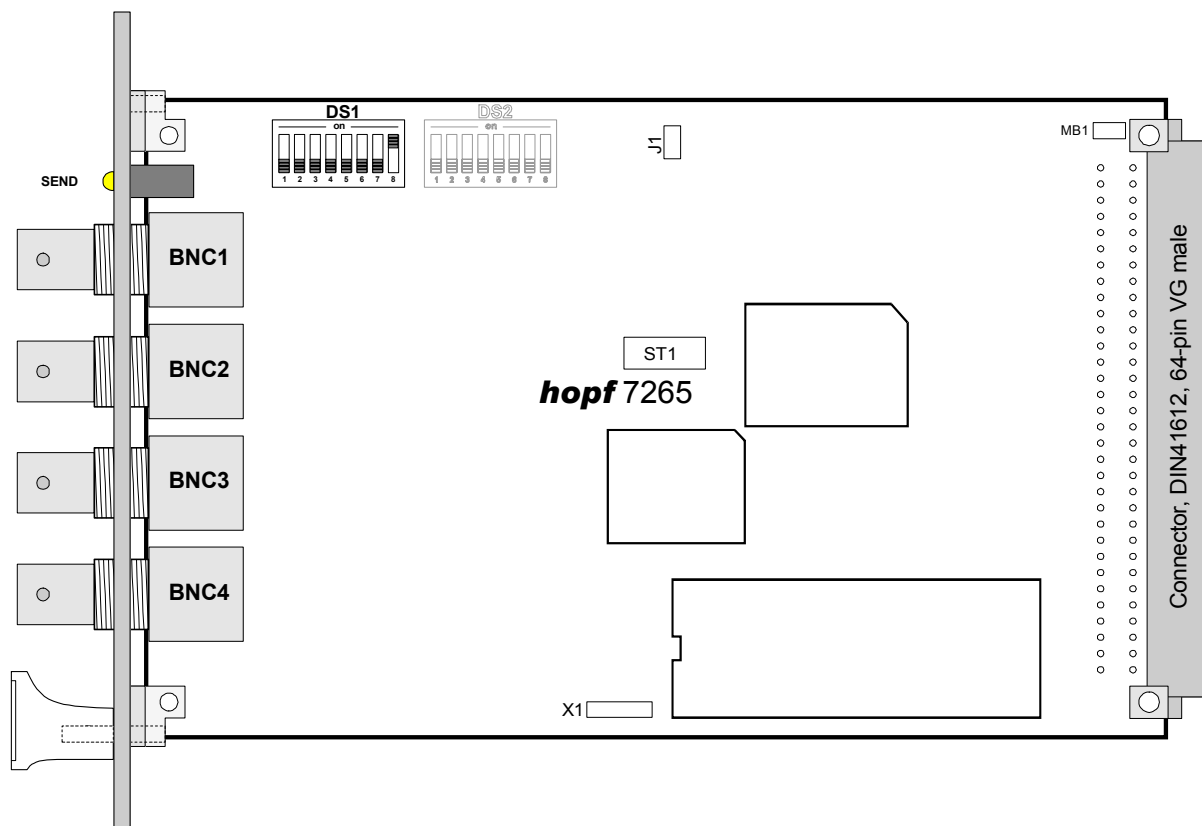 DS1
on
1 2 3 4 5 6 7 8
DS2
on
1 2 3 4 5 6 7 8
J1
MB1
SEND
BNC1
BNC2
BNC3
BNC4
ST1
hopf 7265
X1
Connector, DIN41612, 64-pin VG male